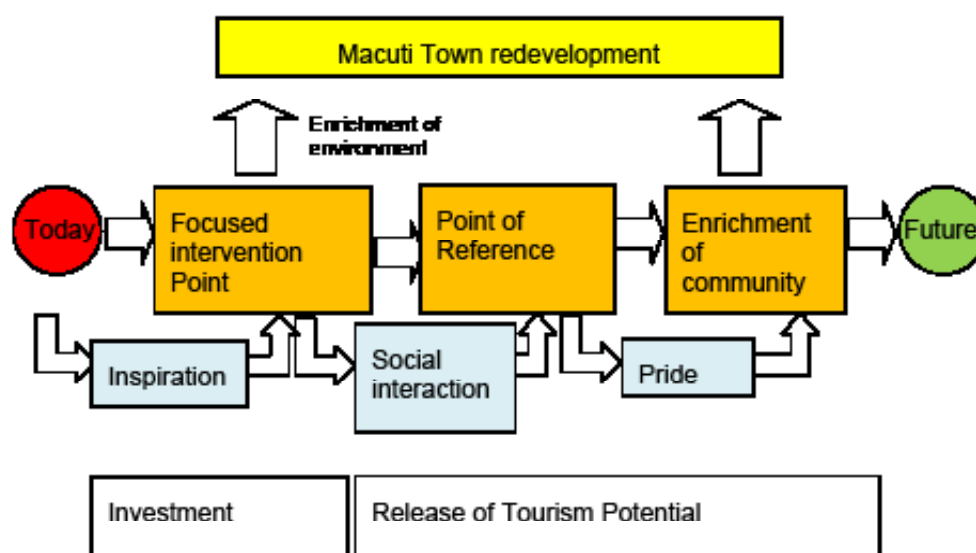 Macuti Town redevelopment
Enrichment of
environment
Today
Focused
intervention
Point
Point of
Reference
Enrichment
of
community
Future
Inspiration
Social
interaction
Pride
Investment
Release of Tourism Potential